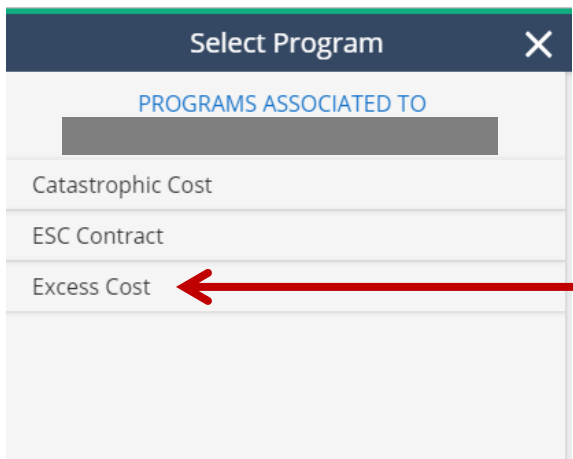 Select Program
PROGRAMS ASSOCIATED TO
Catastrophic Cost
ESC Contract
Excess Cost